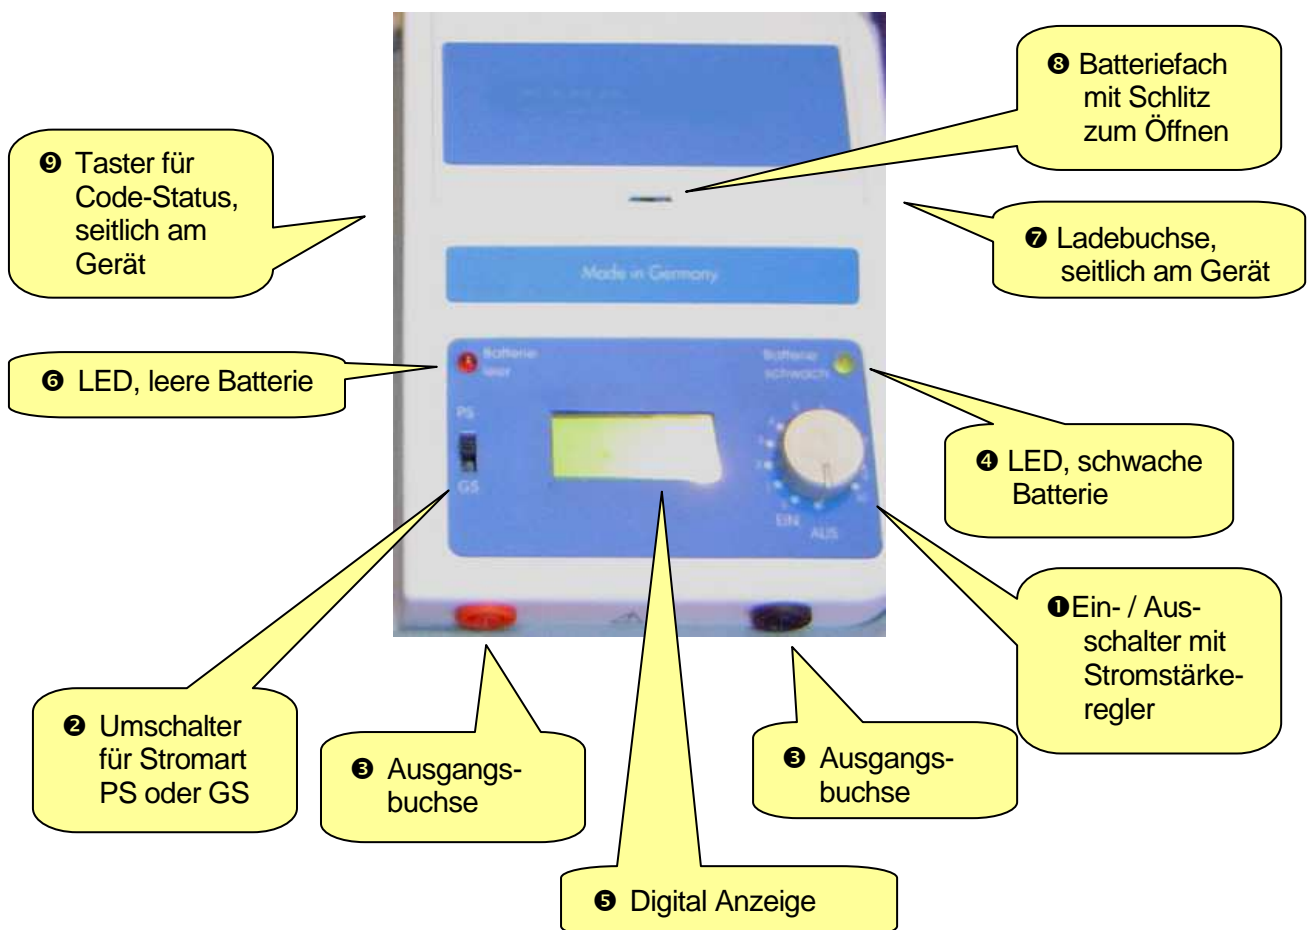 ❽ Batteriefach
mit Schlitz
zum Öffnen
❾ Taster für
Code-Status,
seitlich am
Gerät
❼ Ladebuchse,
seitlich am Gerät
Made in Germany
❻ LED, leere Batterie
Batterie
leer
Batterie
schwach
PS
GS
EIN
AUS
❹ LED, schwache
Batterie
❶Ein- / Aus-
schalter mit
Stromstärke-
regler
❷ Umschalter
für Stromart
PS oder GS
❸ Ausgangs-
buchse
❸ Ausgangs-
buchse
❺ Digital Anzeige